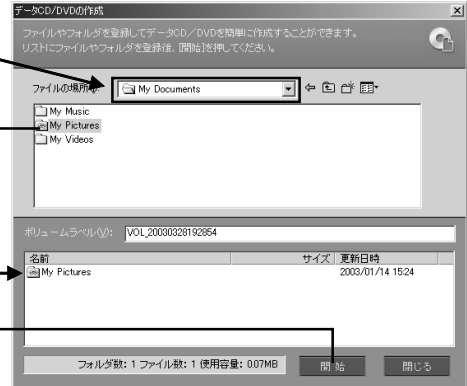 データCD/DVDの作成
ファイルやフォルダを登録してデータCD/DVDを簡単に作成することができます。
リストにファイルやフォルダを登録後、[開始]を押してください。
ファイルの場所(I):
My Documents
My Music
My Pictures
My Videos
ボリュームラベル(V): VOL_20030328192854
名前 サイズ 更新日時
My Pictures 2003/01/14 15:24
フォルダ数: 1 ファイル数: 1 使用容量: 0.07MB
開始 閉じる